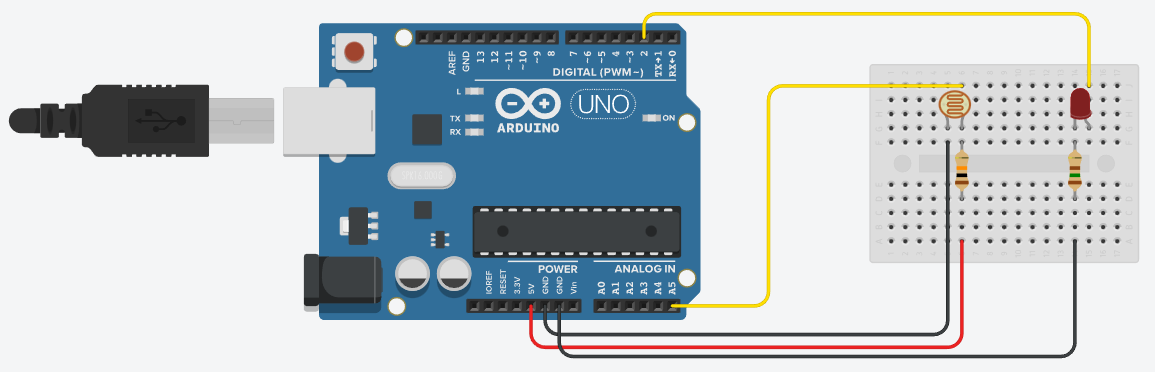 AREF
GND
13
12
~11
~10
~9
8
7
~6
~5
4
~3
2
TX→1
RX←0
DIGITAL (PWM~)
L
TX
RX
UNO
ARDUINO
ON
IOREF
RESET
3.3V
5V
GND
GND
Vin
POWER
ANALOG IN
A0
A1
A2
A3
A4
A5